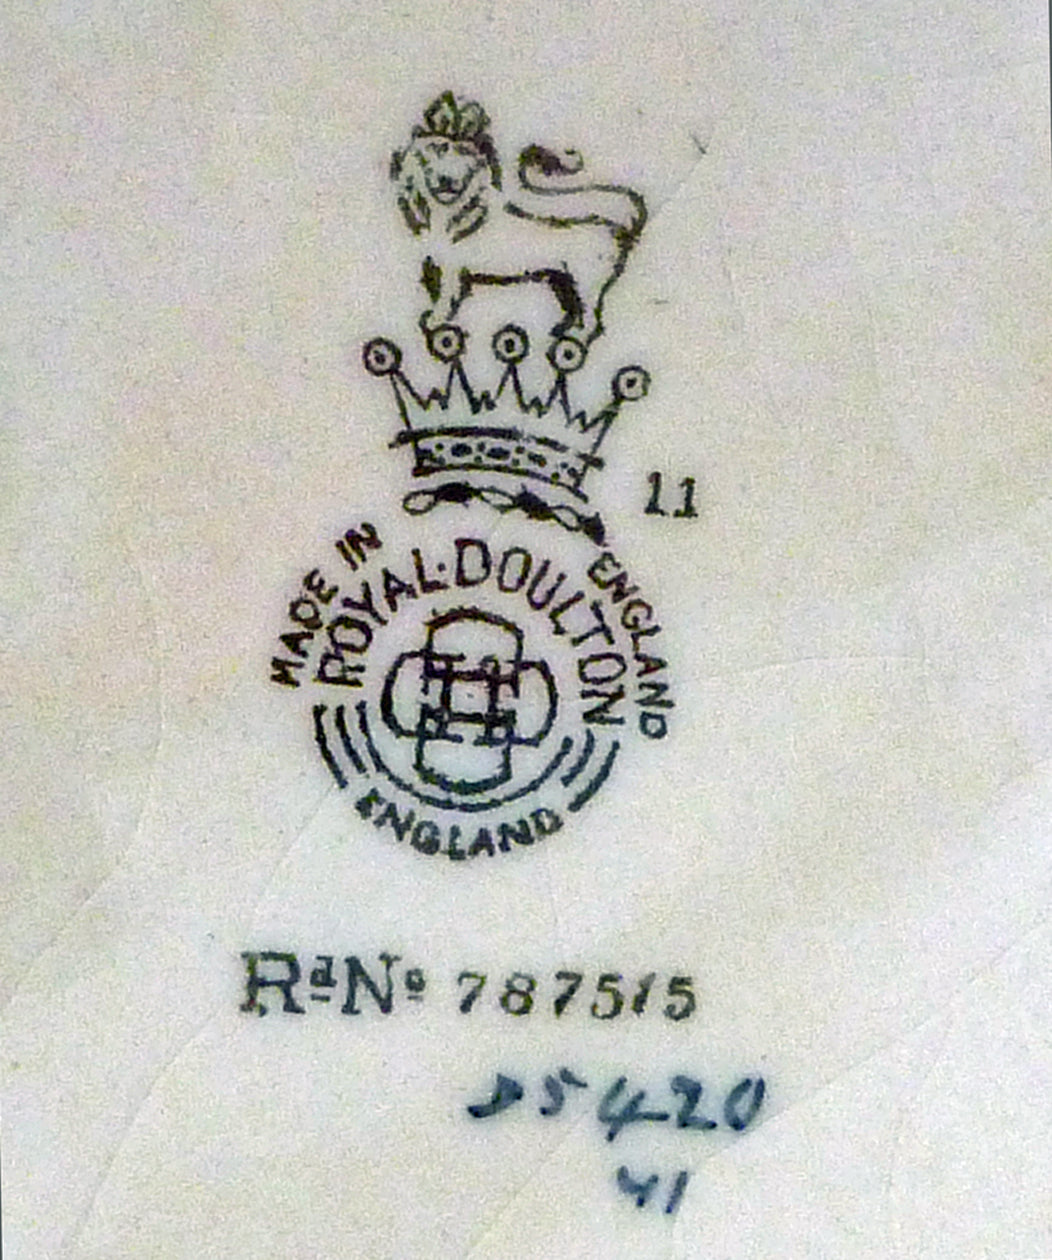 11
MADE IN ENGLAND
ROYAL·DOULTON
ENGLAND
Rd No 787515
D5420
41